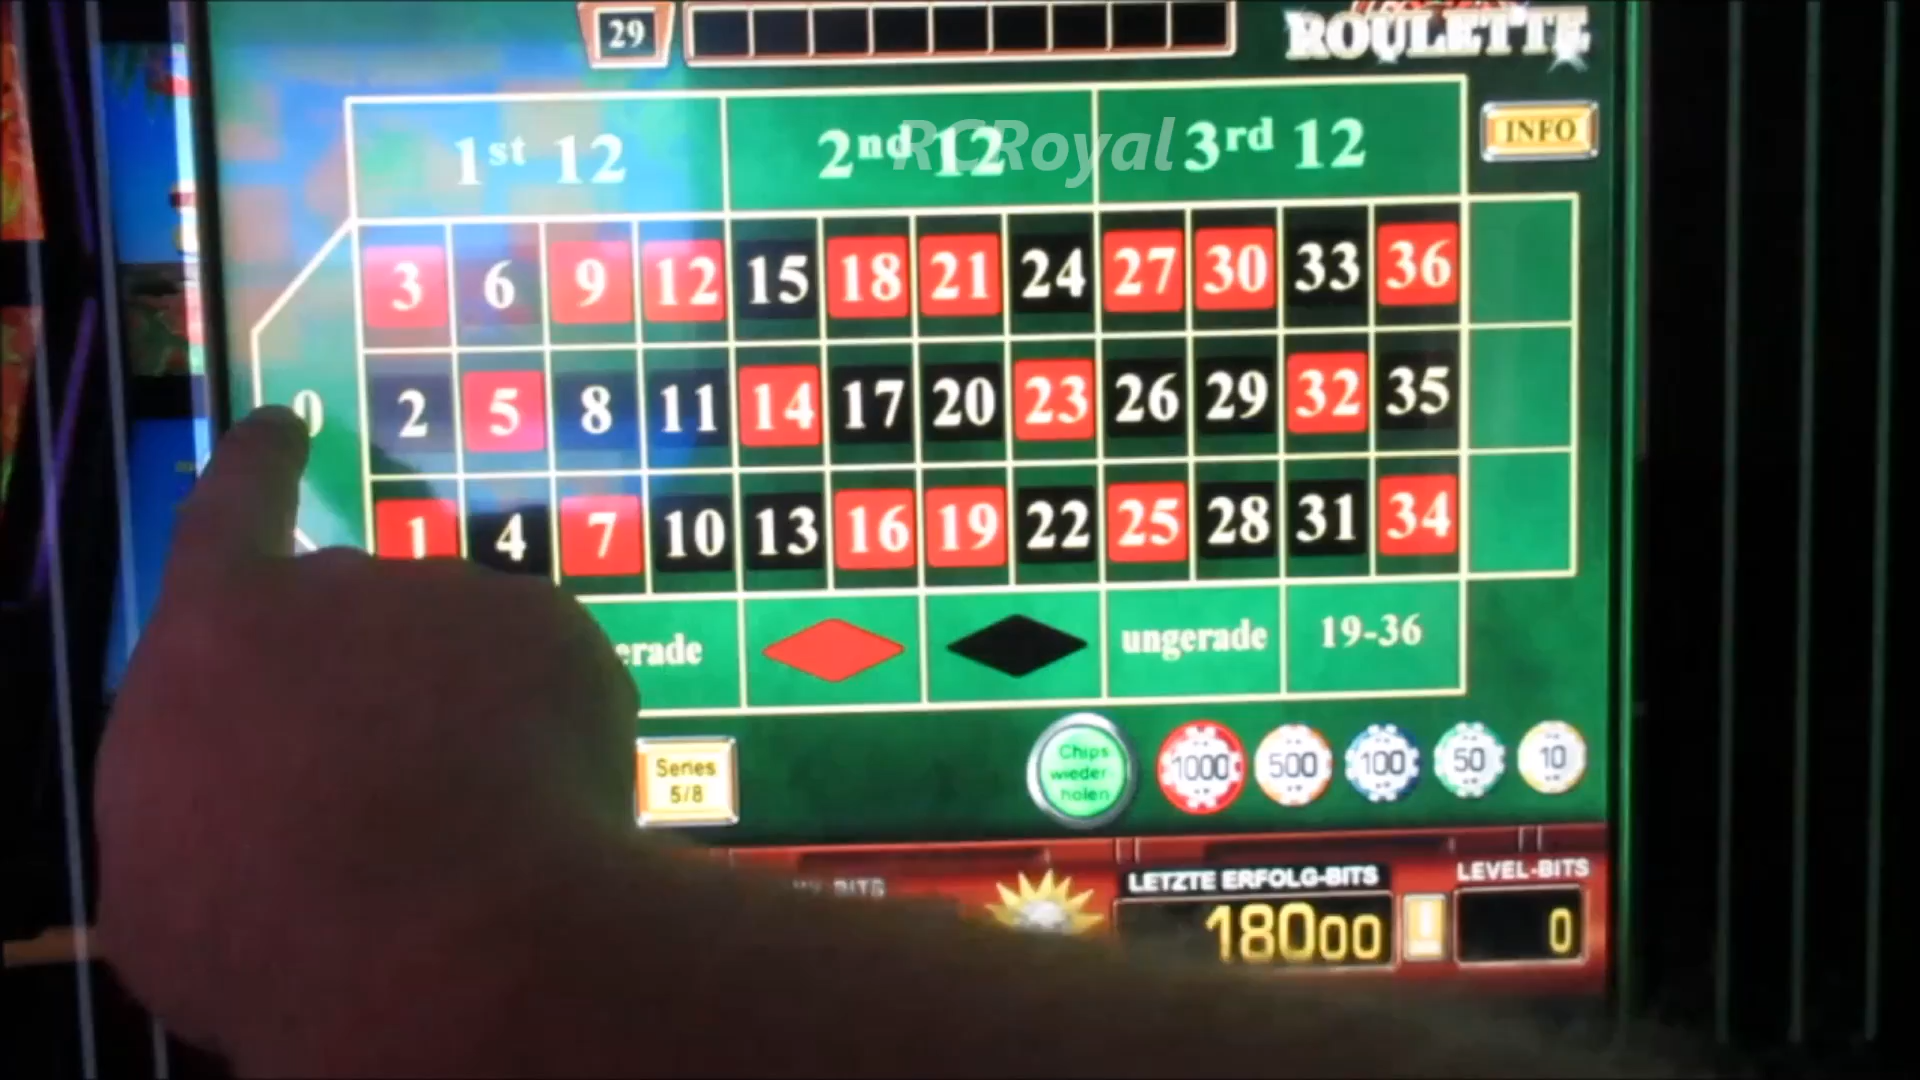 29
ROULETTE
1st 12 2nd 12 3rd 12
RCRoyal
INFO
3 6 9 12 15 18 21 24 27 30 33 36
0 2 5 8 11 14 17 20 23 26 29 32 35
1 4 7 10 13 16 19 22 25 28 31 34
erade ungerade 19-36
Series
5/8
Chips
wieder
holen
1000 500 100 50 10
BITS
LETZTE ERFOLG-BITS
LEVEL-BITS
18000
0